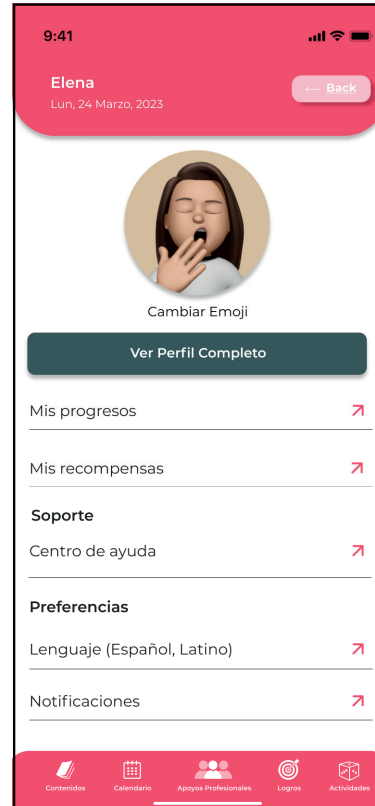 9:41
Elena
Lun, 24 Marzo, 2023
← Back
Cambiar Emoji
Ver Perfil Completo
Mis progresos
Mis recompensas
Soporte
Centro de ayuda
Preferencias
Lenguaje (Español, Latino)
Notificaciones
Contenidos Calendario Apoyos Profesionales Logros Actividades